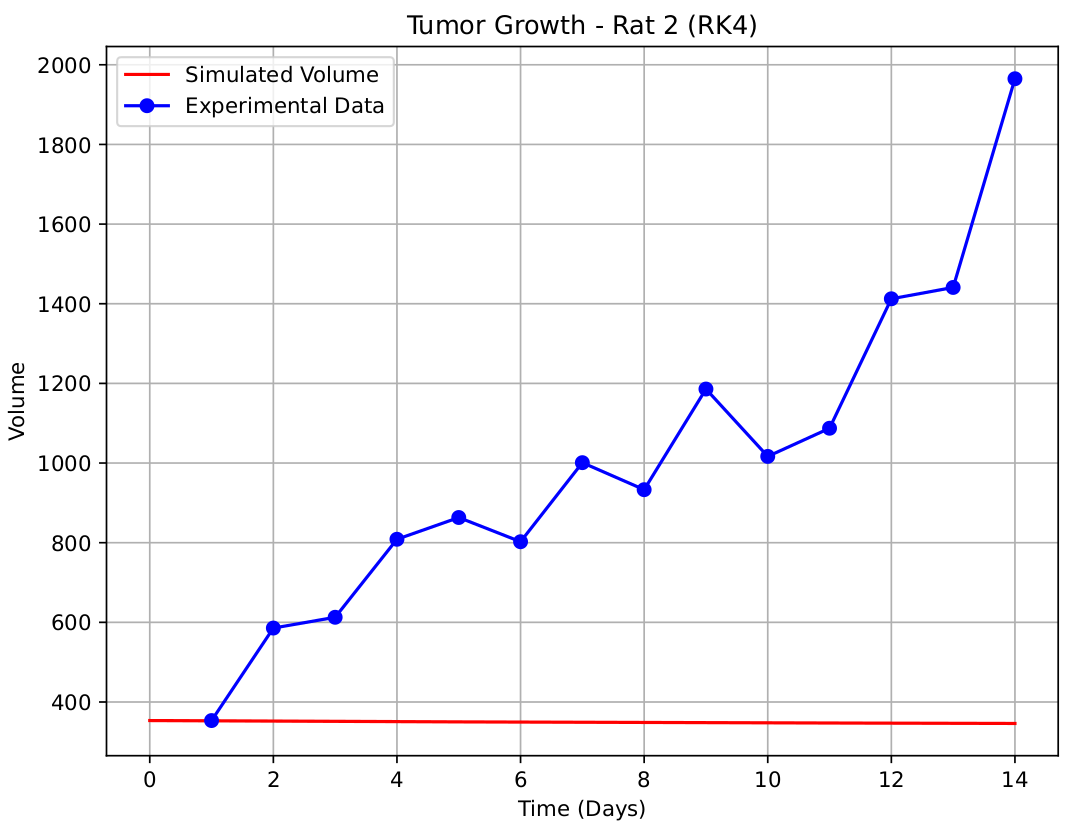 Tumor Growth - Rat 2 (RK4)
Simulated Volume
Experimental Data
2000
1800
1600
1400
1200
1000
800
600
400
Volume
0 2 4 6 8 10 12 14
Time (Days)